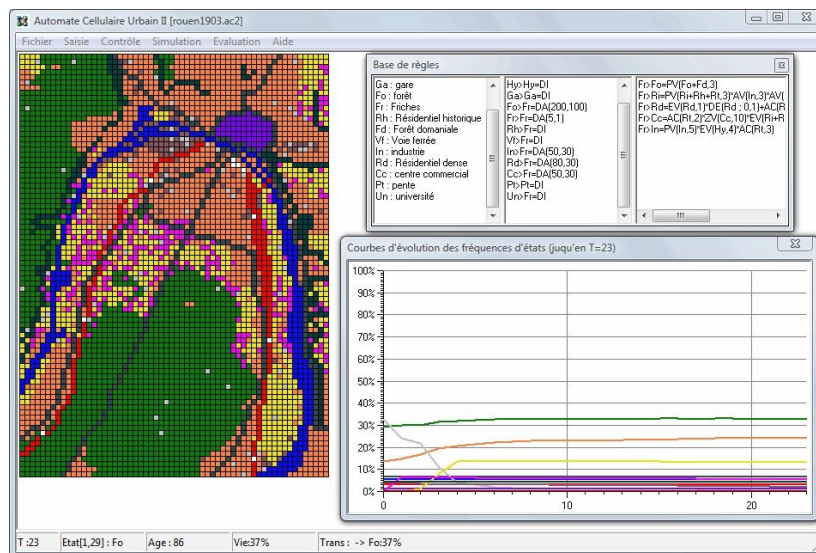 Automate Cellulaire Urbain II [rouen1903.ac2]
Fichier Saisie Contrôle Simulation Evaluation Aide
Base de règles
Ga : gare
Fo : forêt
Fr : Friches
Rh : Résidentiel historique
Fd : Forêt domaniale
Vf : Voie ferrée
In : industrie
Rd : Résidentiel dense
Cc : centre commercial
Pt : pente
Un : université
Hy>Hy=DI
Ga>Ga=DI
Fo>Fr=DA(200,100)
Fr>Fr=DA(5,1)
Rh>Fr=DI
Vf>Fr=DI
In>Fr=DA(50,30)
Rd>Fr=DA(80,30)
Cc>Fr=DA(50,30)
Pt>Pt=DI
Un>Fr=DI
Fr>Fo=PV(Fo+Fd,3)
Fr>Ri=PV(Ri+Rh+Rt,3)*AV(In,3)*AV(
Fr>Rd=EV(Rd,1)*DE(Rd ; 0,1)+AC(R
Fr>Cc=AC(Rt,2)*ZV(Cc,10)*EV(Ri+R
Fr>In=PV(In,5)*EV(Hy,4)*AC(Rt,3)
Courbes d'évolution des fréquences d'états (juqu'en T=23)
100%
90%
80%
70%
60%
50%
40%
30%
20%
10%
0%
0 10 20
T :23 Etat[1,29] : Fo Age : 86 Vie:37% Trans : -> Fo:37%